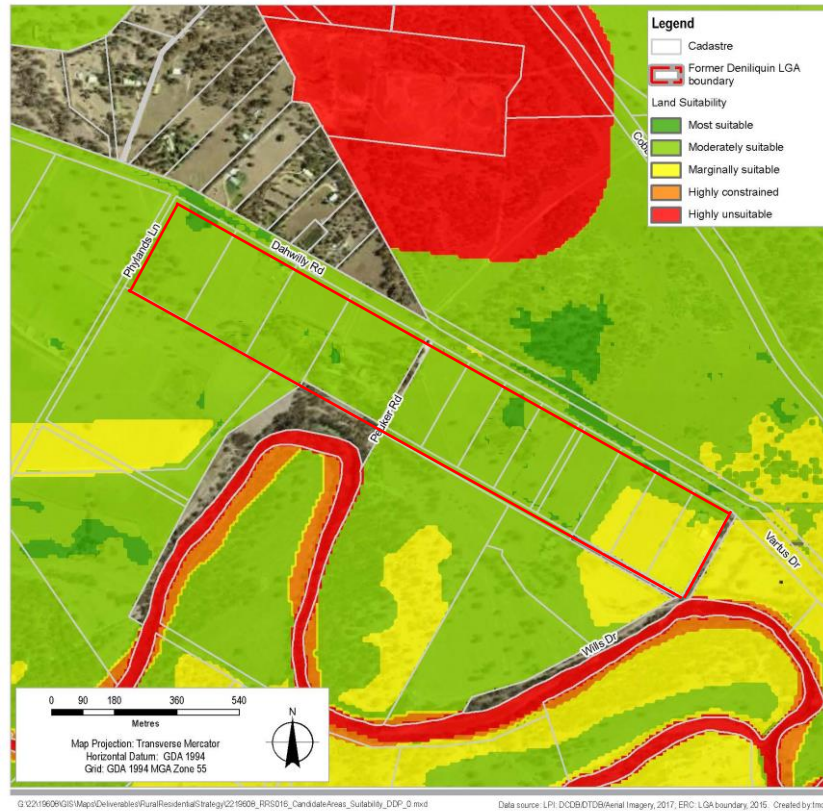 Legend
Cadastre
Former Deniliquin LGA
boundary
Land Suitability
Most suitable
Moderately suitable
Marginally suitable
Highly constrained
Highly unsuitable
Phylands Ln
Dahwilly Rd
Peuker Rd
Vartus Dr
Wills Dr
0 90 180 360 540
Metres
Map Projection: Transverse Mercator
Horizontal Datum: GDA 1994
Grid: GDA 1994 MGA Zone 55
N
Data source: LPI: DCDB/DTDB/Aerial Imagery, 2017; ERC: LGA boundary, 2015. Created by: